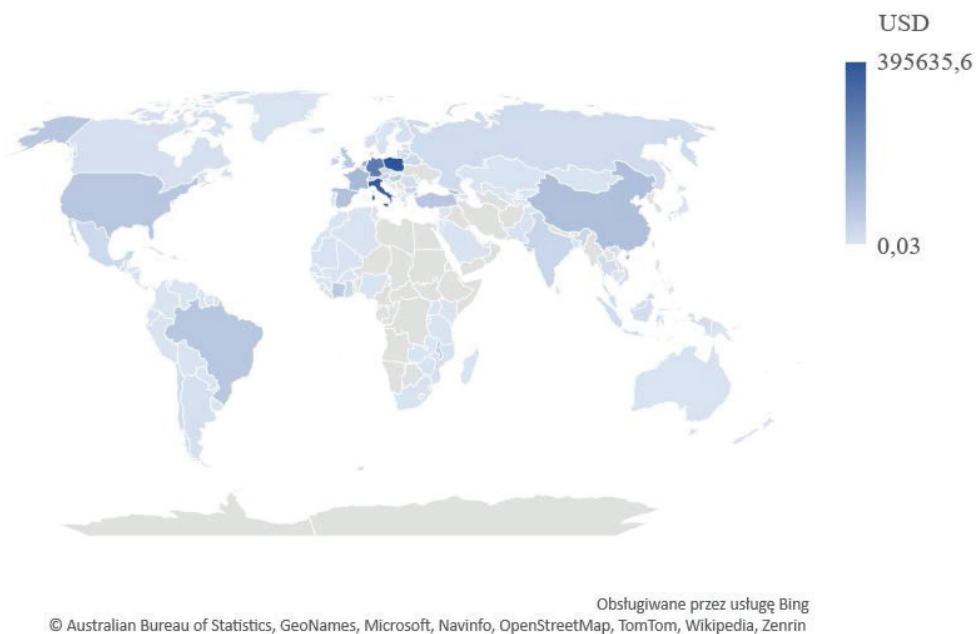 USD
395635,6
0,03
Obsługiwane przez usługę Bing
© Australian Bureau of Statistics, GeoNames, Microsoft, Navinfo, OpenStreetMap, TomTom, Wikipedia, Zenrin